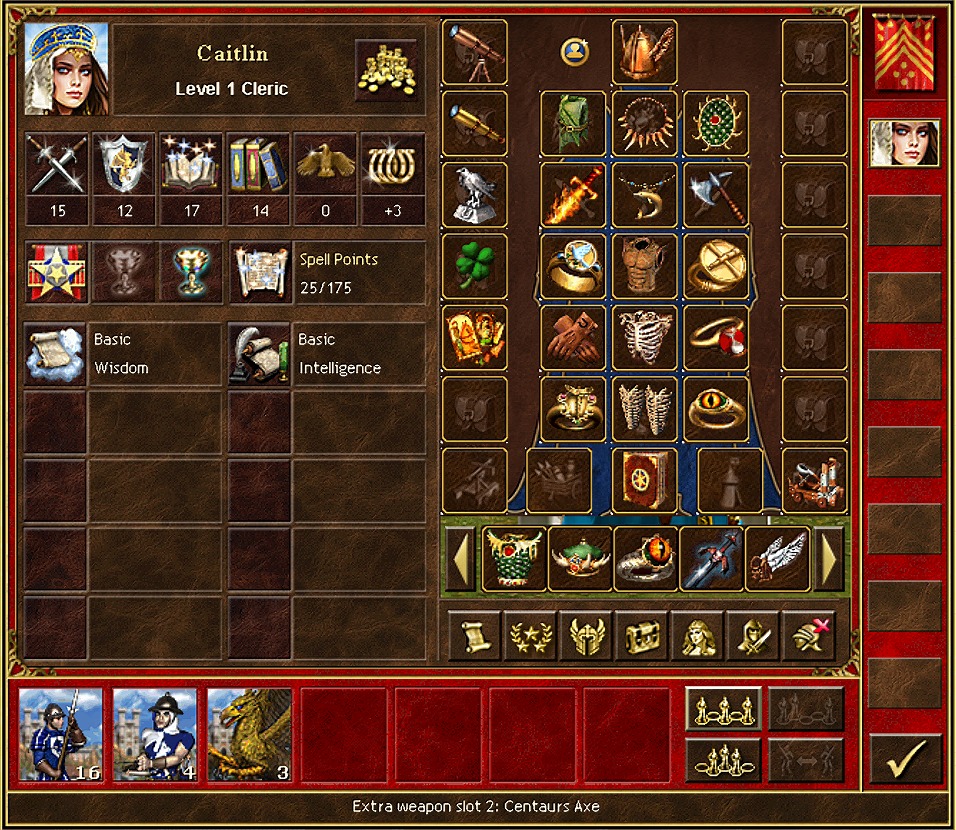 Caitlin
Level 1 Cleric
15 12 17 14 0 +3
Spell Points
25/175
Basic
Wisdom
Basic
Intelligence
16 4 3
Extra weapon slot 2: Centaurs Axe